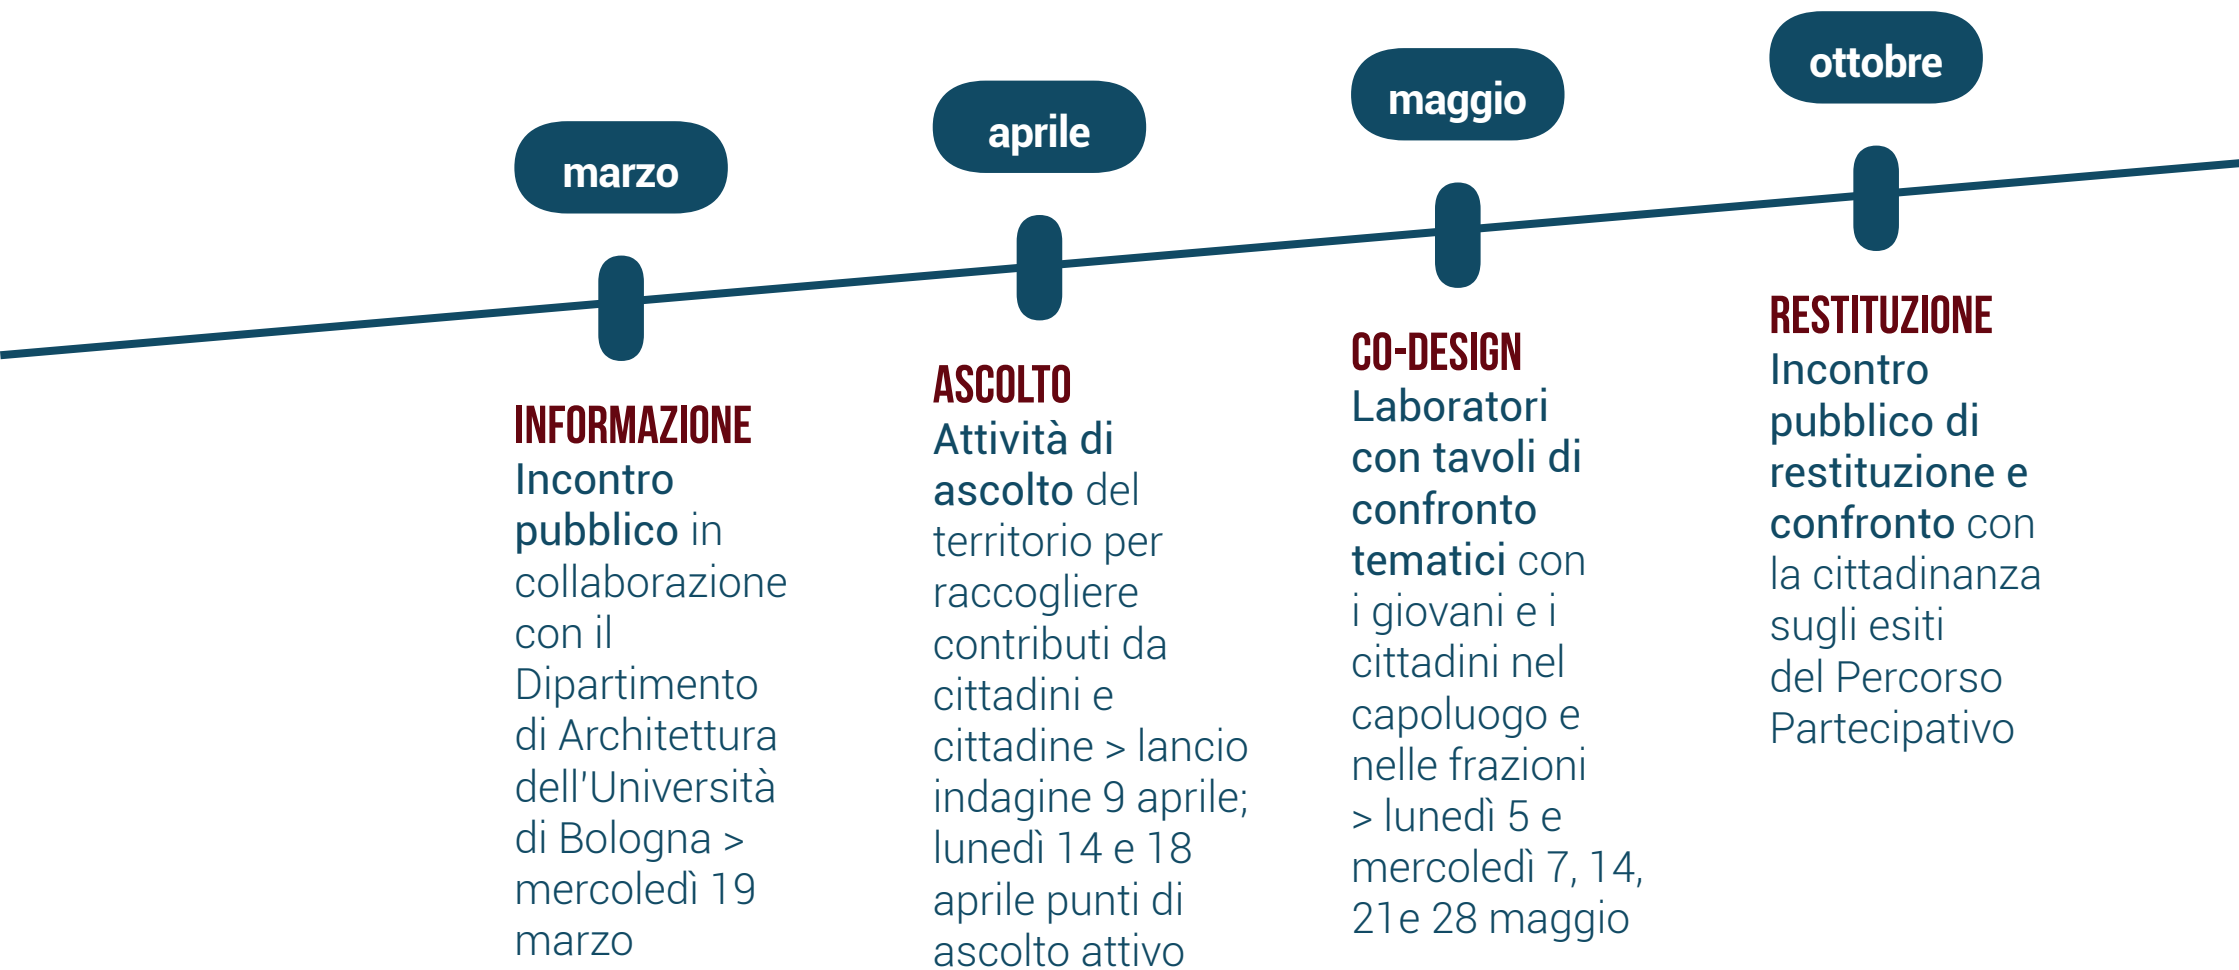 marzo
INFORMAZIONE
Incontro
pubblico in
collaborazione
con il
Dipartimento
di Architettura
dell'Università
di Bologna >
mercoledì 19
marzo
aprile
ASCOLTO
Attività di
ascolto del
territorio per
raccogliere
contributi da
cittadini e
cittadine > lancio
indagine 9 aprile;
lunedì 14 e 18
aprile punti di
ascolto attivo
maggio
CO-DESIGN
Laboratori
con tavoli di
confronto
tematici con
i giovani e i
cittadini nel
capoluogo e
nelle frazioni
> lunedì 5 e
mercoledì 7, 14,
21e 28 maggio
ottobre
RESTITUZIONE
Incontro
pubblico di
restituzione e
confronto con
la cittadinanza
sugli esiti
del Percorso
Partecipativo